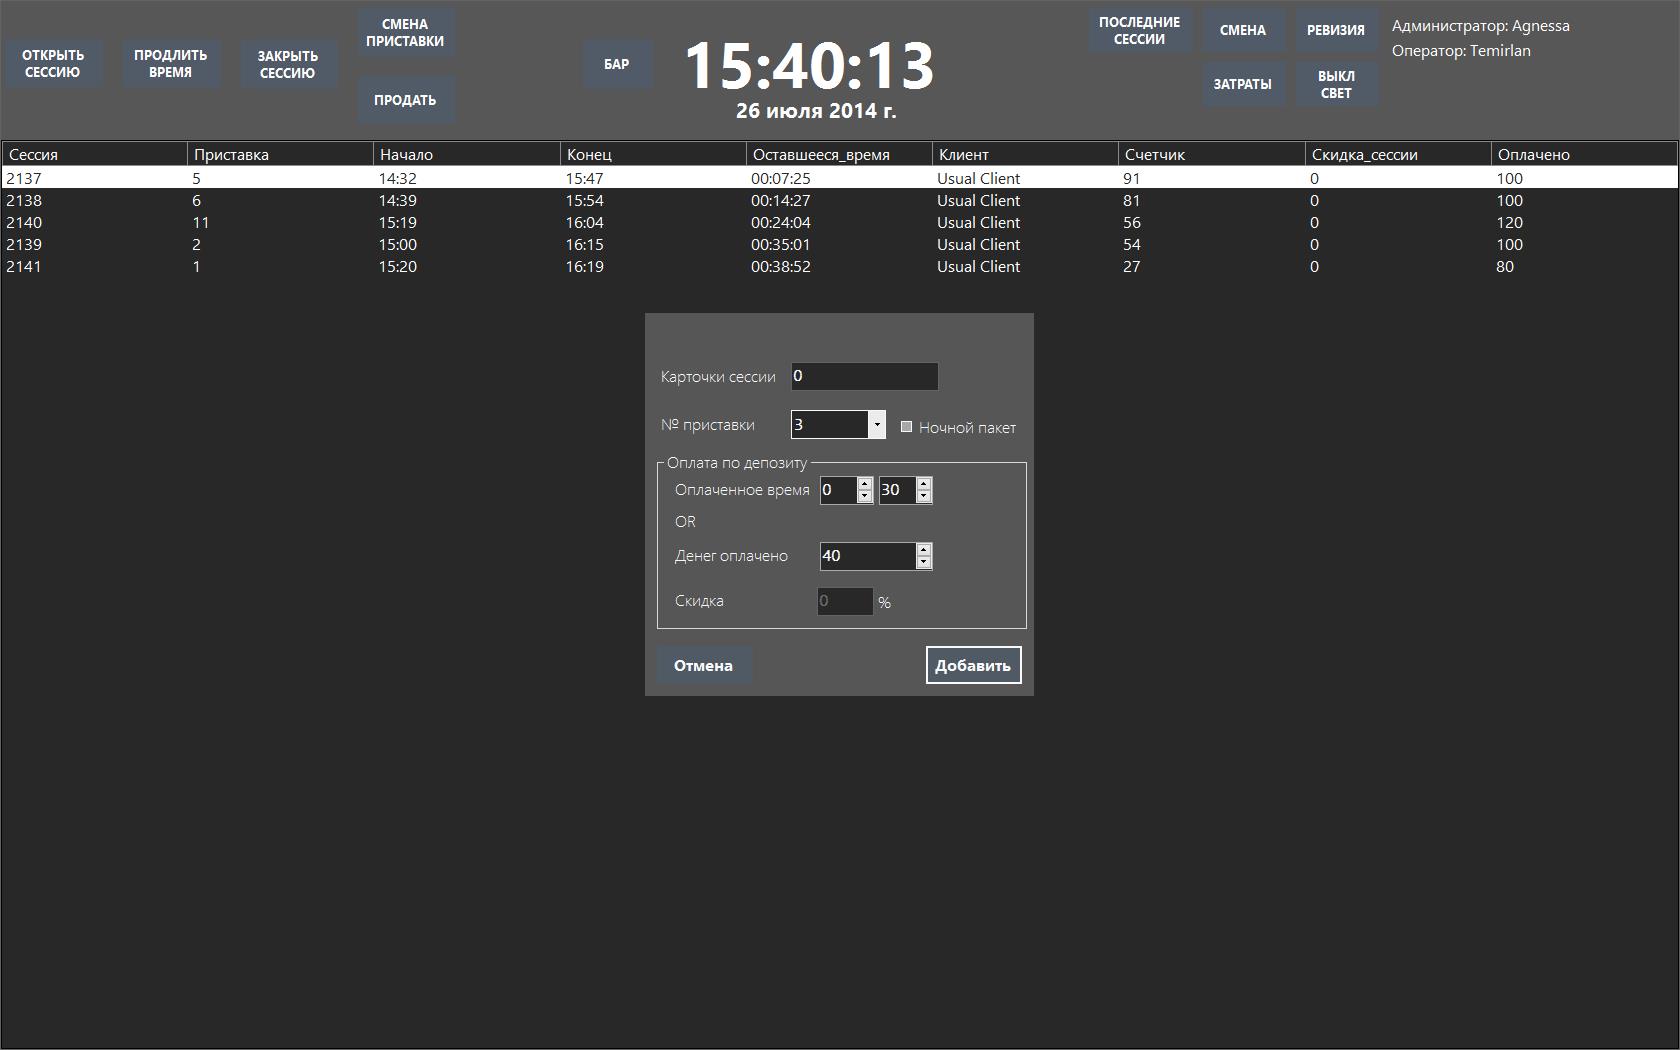 ОТКРЫТЬ
СЕССИЮ
ПРОДЛИТЬ
ВРЕМЯ
ЗАКРЫТЬ
СЕССИЮ
СМЕНА
ПРИСТАВКИ
ПРОДАТЬ
БАР
15:40:13
26 июля 2014 г.
ПОСЛЕДНИЕ
СЕССИИ
СМЕНА
РЕВИЗИЯ
ЗАТРАТЫ
ВЫКЛ
СВЕТ
Администратор: Agnessa
Оператор: Temirlan
Сессия Приставка Начало Конец Оставшееся_время Клиент Счетчик Скидка_сессии Оплачено
2137 5 14:32 15:47 00:07:25 Usual Client 91 0 100
2138 6 14:39 15:54 00:14:27 Usual Client 81 0 100
2140 11 15:19 16:04 00:24:04 Usual Client 56 0 120
2139 2 15:00 16:15 00:35:01 Usual Client 54 0 100
2141 1 15:20 16:19 00:38:52 Usual Client 27 0 80
Карточки сессии 0
№ приставки 3 Ночной пакет
Оплата по депозиту
Оплаченное время 0 30
OR
Денег оплачено 40
Скидка 0 %
Отмена Добавить